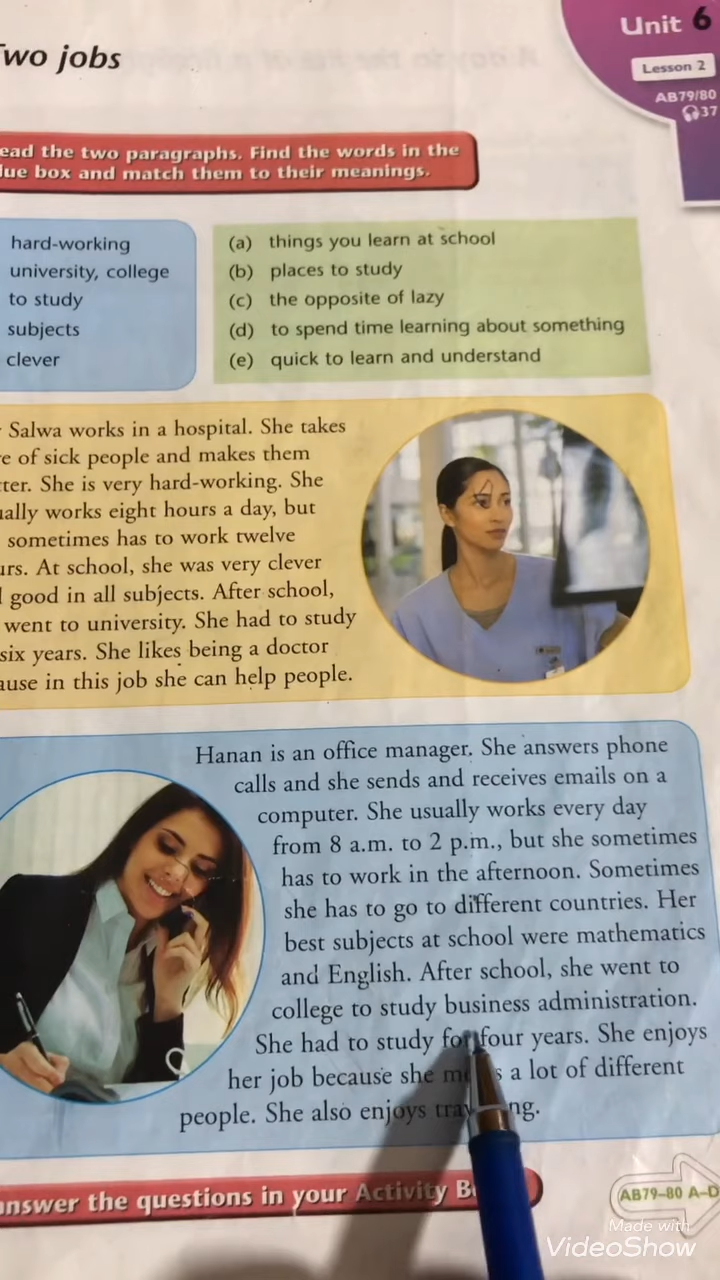 Two jobs
Unit 6
Lesson 2
AB79/80
37
ead the two paragraphs. Find the words in the
lue box and match them to their meanings.
hard-working
university, college
to study
subjects
clever
(a) things you learn at school
(b) places to study
(c) the opposite of lazy
(d) to spend time learning about something
(e) quick to learn and understand
Salwa works in a hospital. She takes
e of sick people and makes them
tter. She is very hard-working. She
ually works eight hours a day, but
sometimes has to work twelve
urs. At school, she was very clever
good in all subjects. After school,
went to university. She had to study
six years. She likes being a doctor
ause in this job she can help people.
Hanan is an office manager. She answers phone
calls and she sends and receives emails on a
computer. She usually works every day
from 8 a.m. to 2 p.m., but she sometimes
has to work in the afternoon. Sometimes
she has to go to different countries. Her
best subjects at school were mathematics
and English. After school, she went to
college to study business administration.
She had to study for four years. She enjoys
her job because she m s a lot of different
people. She also enjoys tra ng.
answer the questions in your Activity B
AB79–80 A–D
Made with
VideoShow